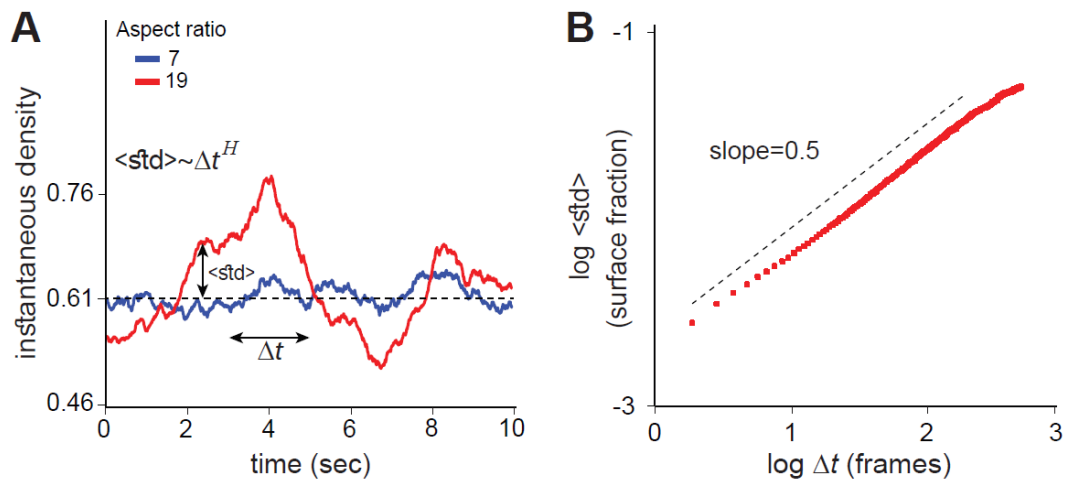 A
Aspect ratio
7
19
<std>~Δt^H
instantaneous density
0.76
0.61
0.46
<std>
Δt
0
2
4
6
8
10
time (sec)
B
-1
slope=0.5
log <std>
(surface fraction)
-3
0
1
2
3
log Δt (frames)